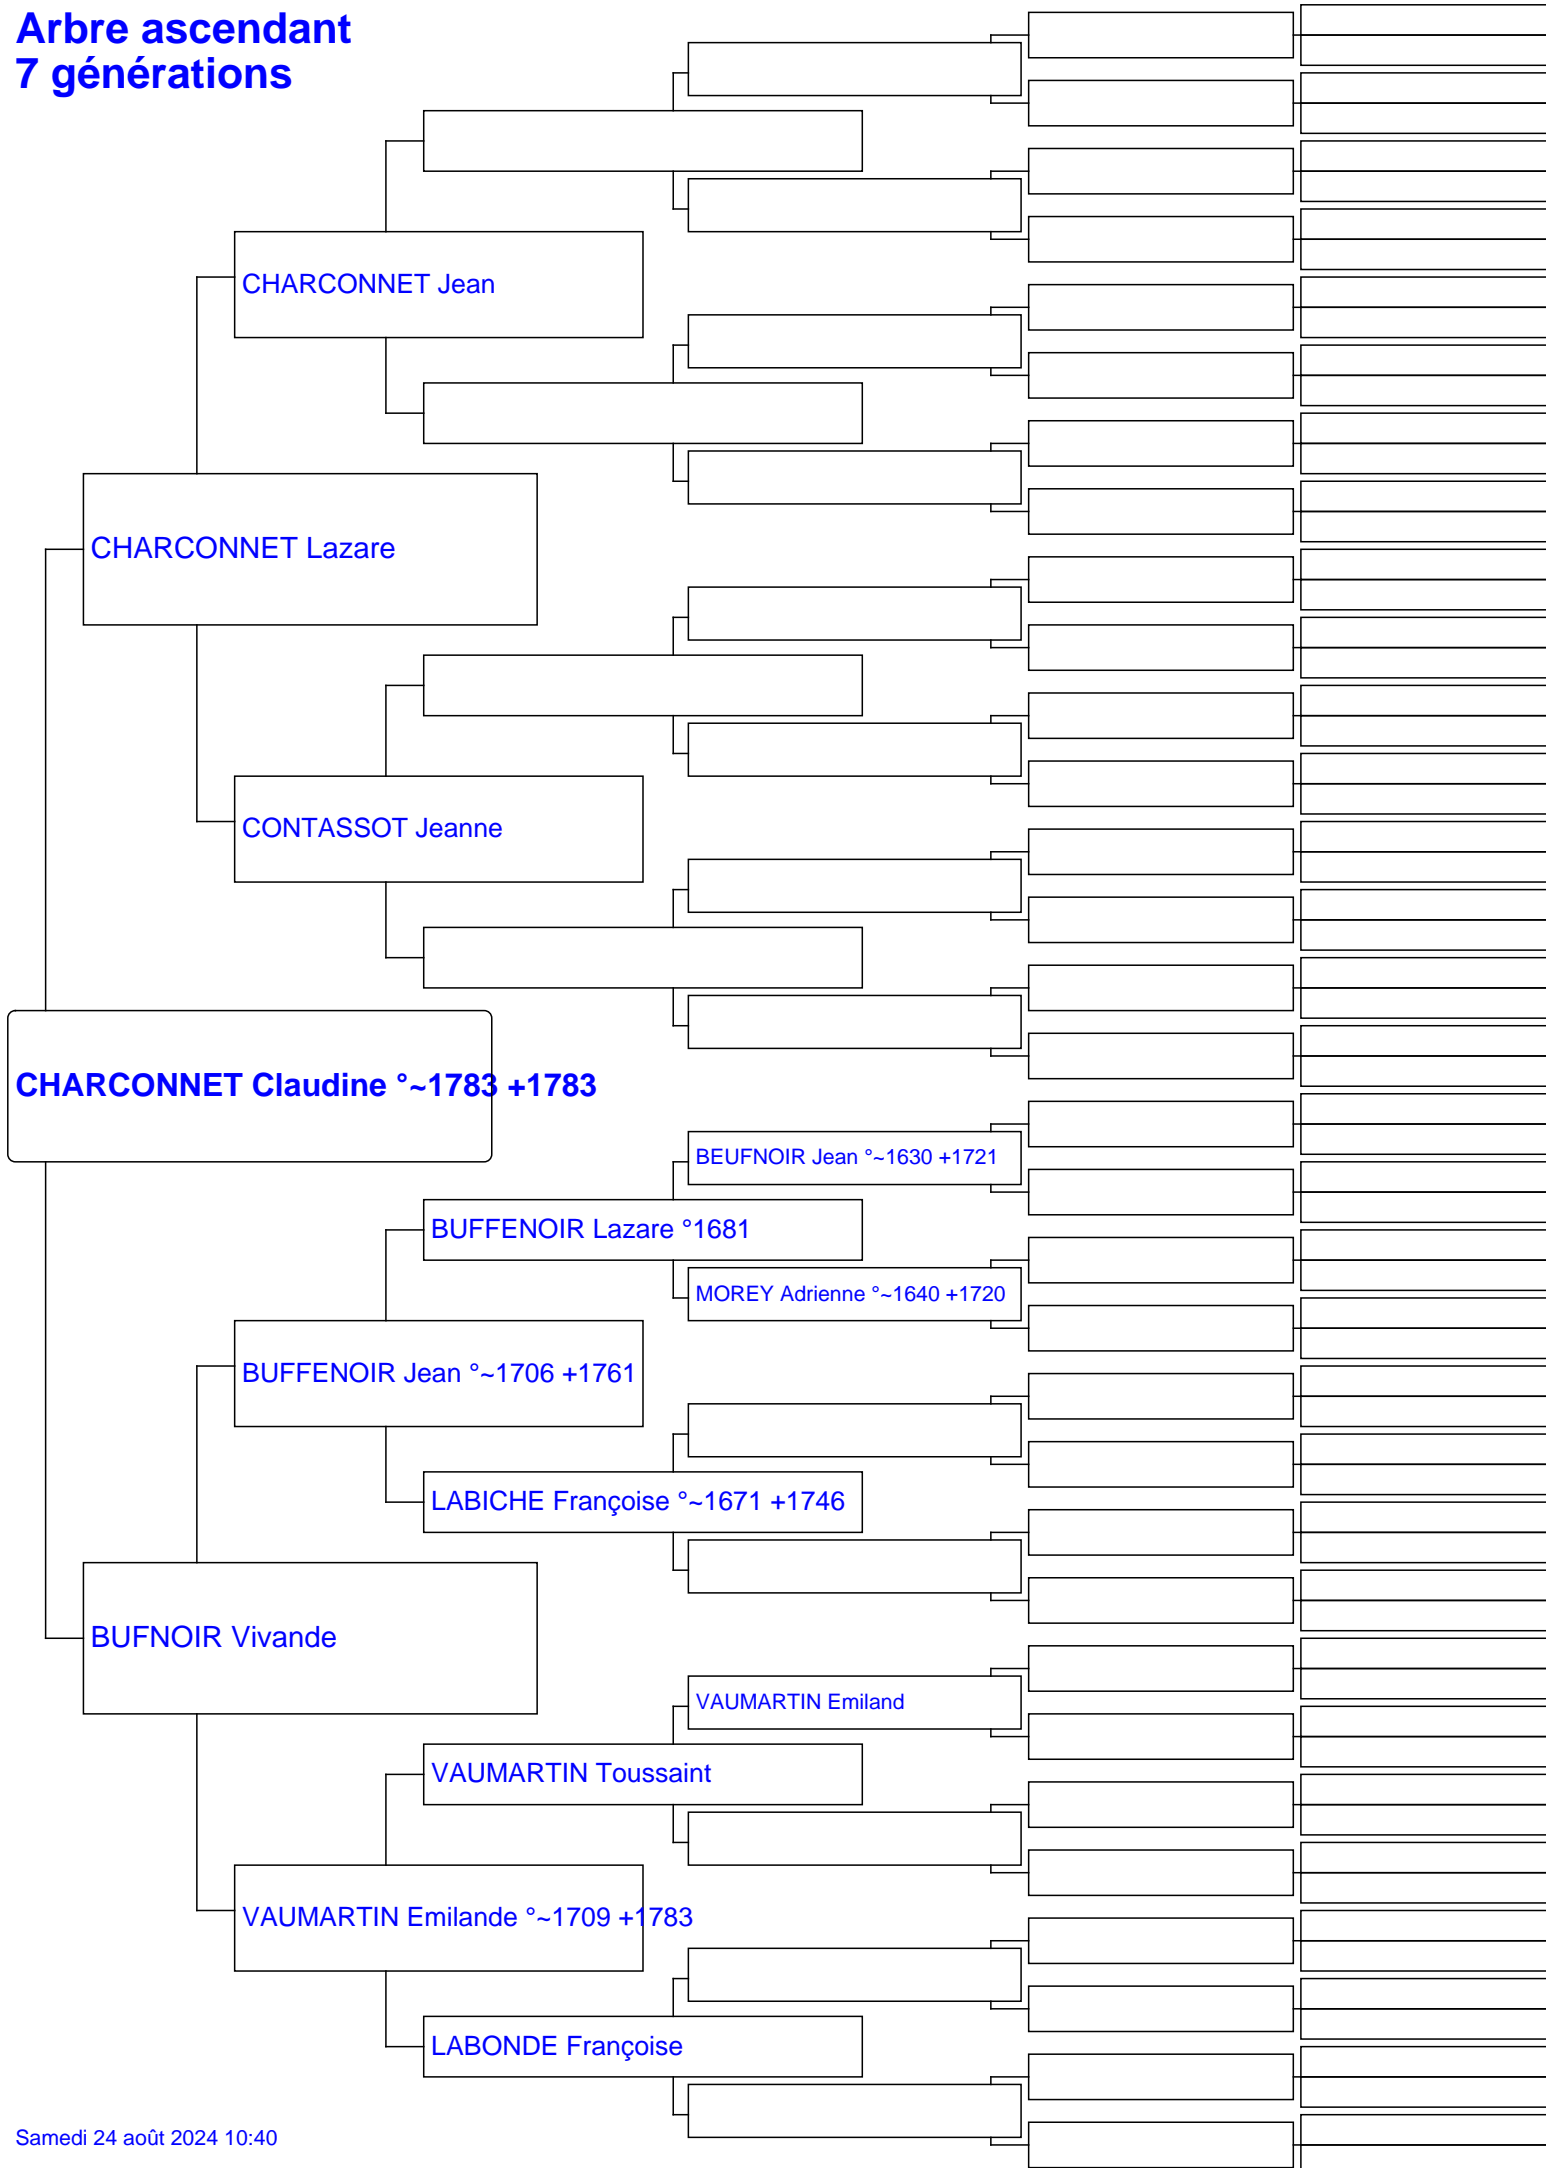 Arbre ascendant
7 générations
CHARCONNET Jean
CHARCONNET Lazare
CONTASSOT Jeanne
CHARCONNET Claudine °~1783 +1783
BEUFNOIR Jean °~1630 +1721
BUFFENOIR Lazare °1681
MOREY Adrienne °~1640 +1720
BUFFENOIR Jean °~1706 +1761
LABICHE Françoise °~1671 +1746
BUFNOIR Vivande
VAUMARTIN Emiland
VAUMARTIN Toussaint
VAUMARTIN Emilande °~1709 +1783
LABONDE Françoise
Samedi 24 août 2024 10:40